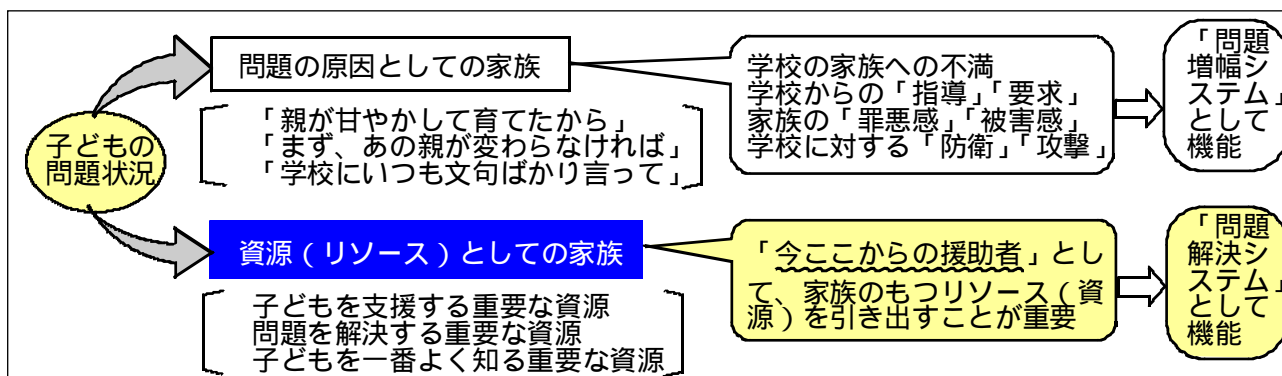 子どもの
問題状況
問題の原因としての家族
「親が甘やかして育てたから」
「まず、あの親が変わらなければ」
「学校にいつも文句ばかり言って」
学校の家族への不満
学校からの「指導」「要求」
家族の「罪悪感」「被害感」
学校に対する「防衛」「攻撃」
「問題
増幅シ
ステム」
として
機能
資源(リソース)としての家族
子どもを支援する重要な資源
問題を解決する重要な資源
子どもを一番よく知る重要な資源
「今ここからの援助者」とし
て、家族のもつリソース(資
源)を引き出すことが重要
「問題
解決シ
ステム」
として
機能